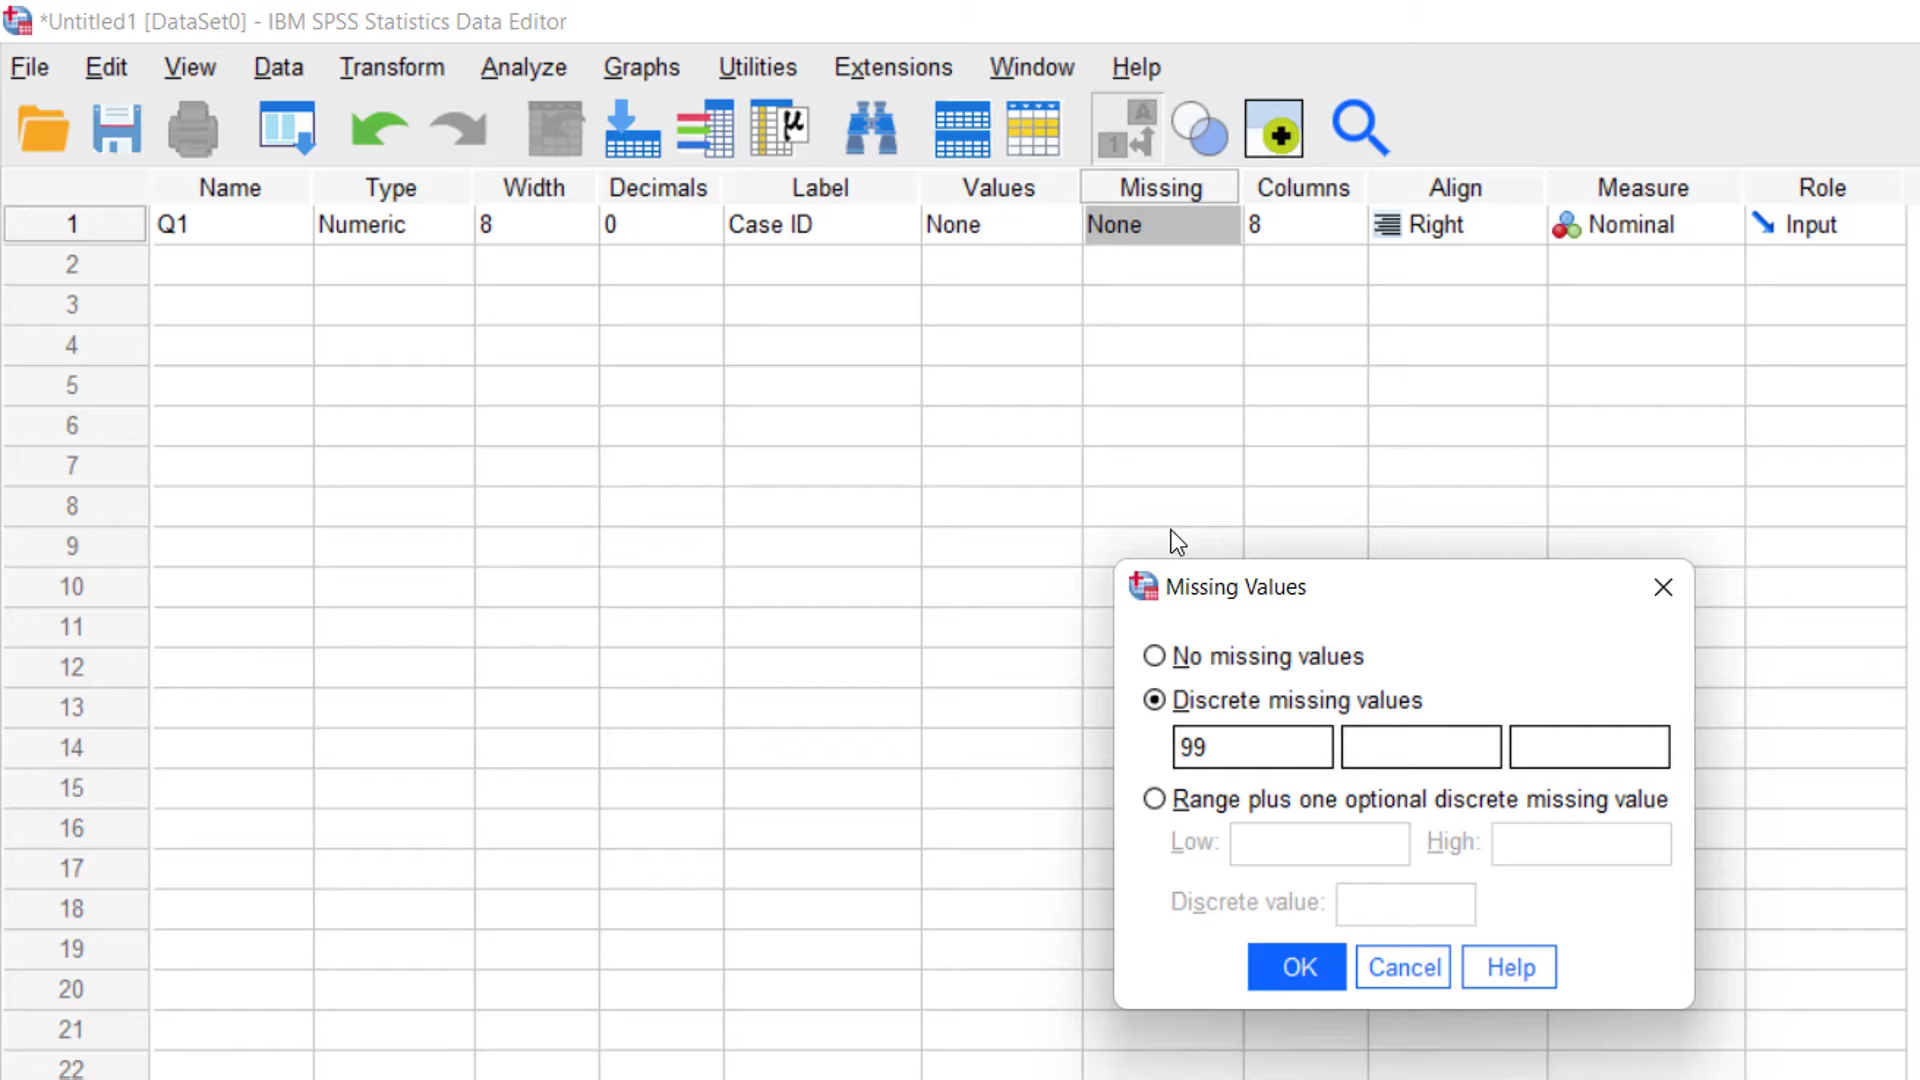 *Untitled1 [DataSet0] - IBM SPSS Statistics Data Editor
File Edit View Data Transform Analyze Graphs Utilities Extensions Window Help
Name Type Width Decimals Label Values Missing Columns Align Measure Role
1 Q1 Numeric 8 0 Case ID None None 8 Right Nominal Input
2
3
4
5
6
7
8
9
10
11
12
13
14
15
16
17
18
19
20
21
22
Missing Values
No missing values
Discrete missing values
99
Range plus one optional discrete missing value
Low: High:
Discrete value:
OK Cancel Help